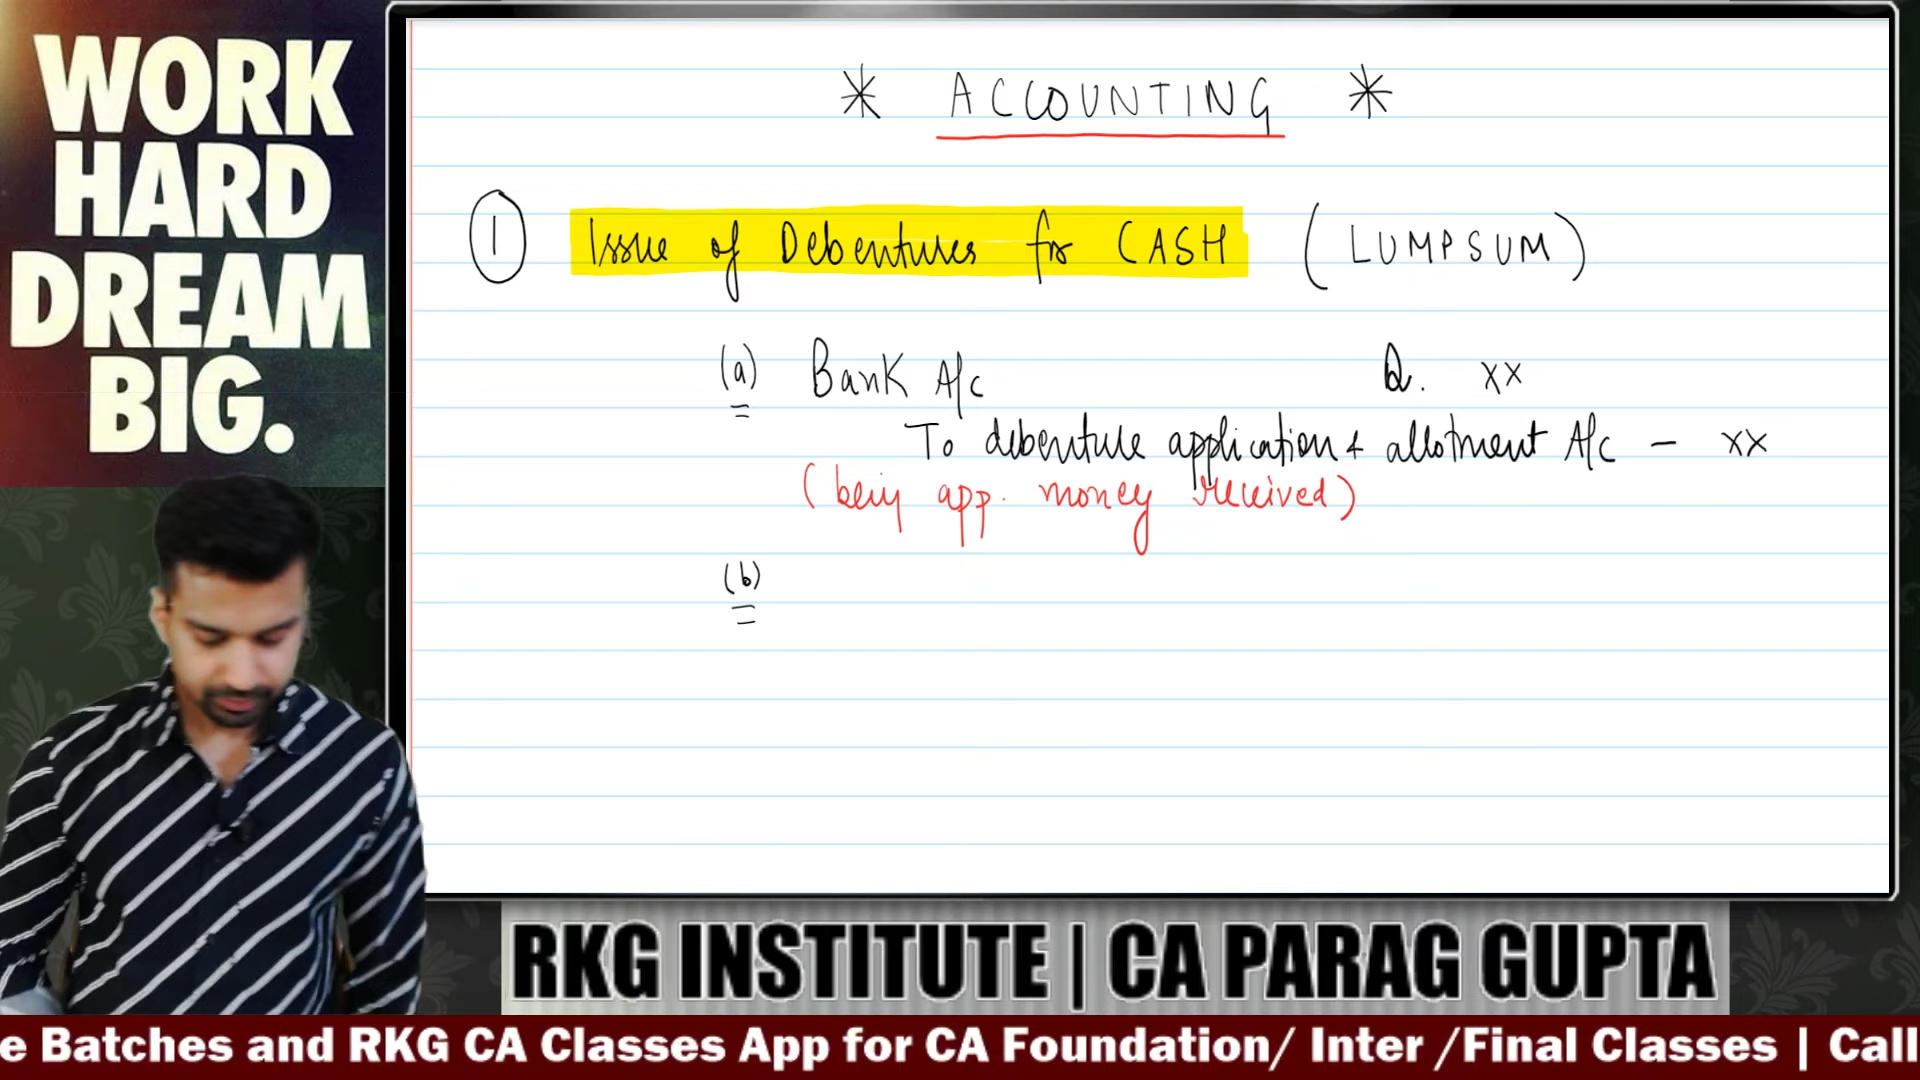 WORK
HARD
DREAM
BIG.
* ACCOUNTING *
1 Issue of Debentures for CASH (LUMPSUM)
(a) Bank A/c Dr. xx
To debenture application & allotment A/c - xx
(being app. money received)
(b)
RKG INSTITUTE | CA PARAG GUPTA
e Batches and RKG CA Classes App for CA Foundation/ Inter /Final Classes | Call